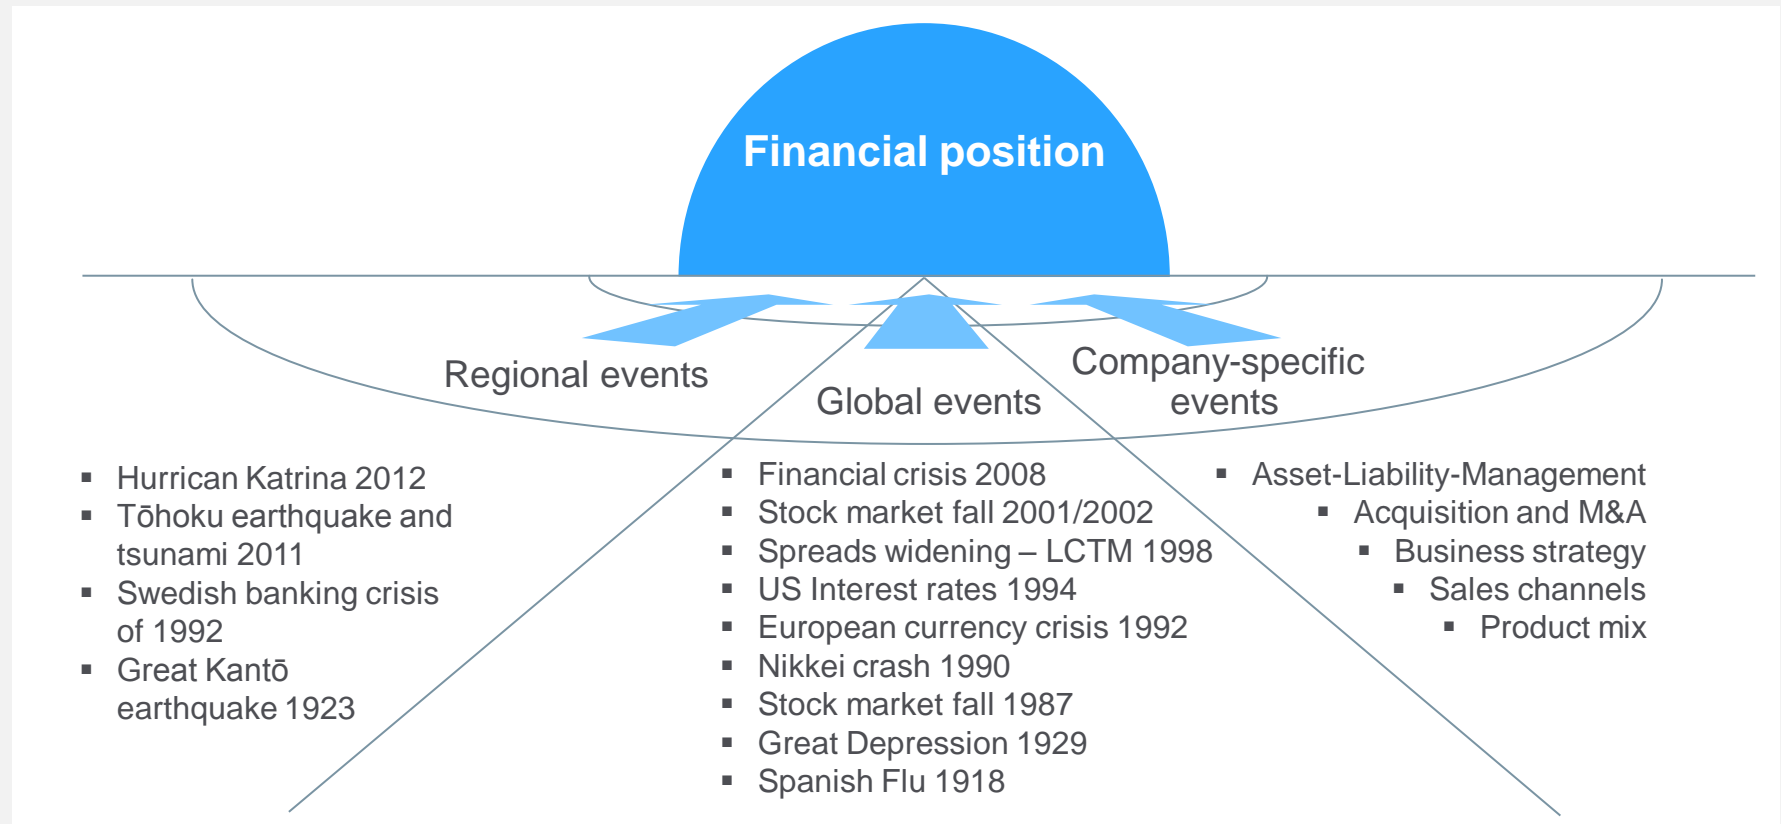 Financial position
Regional events
Global events
Company-specific
events
▪ Hurrican Katrina 2012
▪ Tōhoku earthquake and
tsunami 2011
▪ Swedish banking crisis
of 1992
▪ Great Kantō
earthquake 1923
▪ Financial crisis 2008
▪ Stock market fall 2001/2002
▪ Spreads widening – LCTM 1998
▪ US Interest rates 1994
▪ European currency crisis 1992
▪ Nikkei crash 1990
▪ Stock market fall 1987
▪ Great Depression 1929
▪ Spanish Flu 1918
▪ Asset-Liability-Management
▪ Acquisition and M&A
▪ Business strategy
▪ Sales channels
▪ Product mix